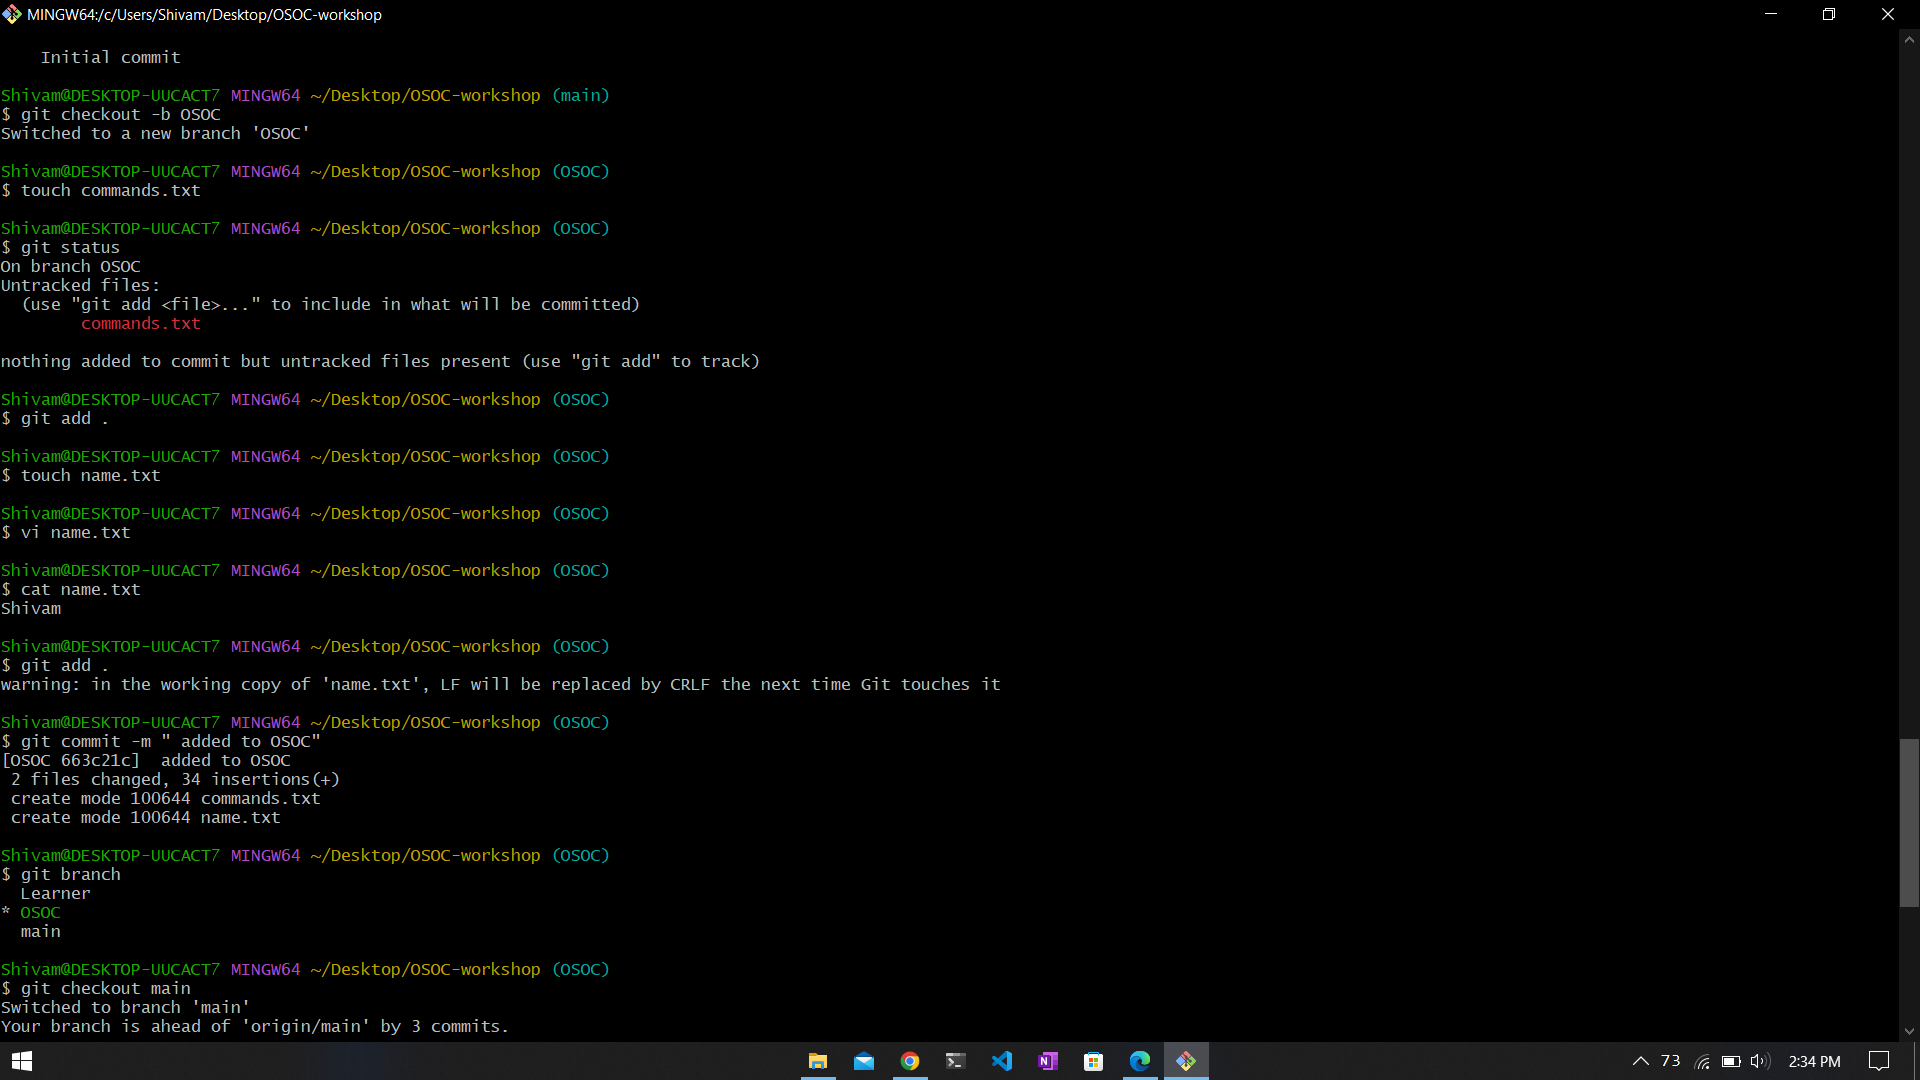 MINGW64:/c/Users/Shivam/Desktop/OSOC-workshop
    Initial commit
Shivam@DESKTOP-UUCACT7 MINGW64 ~/Desktop/OSOC-workshop (main)
$ git checkout -b OSOC
Switched to a new branch 'OSOC'
Shivam@DESKTOP-UUCACT7 MINGW64 ~/Desktop/OSOC-workshop (OSOC)
$ touch commands.txt
Shivam@DESKTOP-UUCACT7 MINGW64 ~/Desktop/OSOC-workshop (OSOC)
$ git status
On branch OSOC
Untracked files:
  (use "git add <file>..." to include in what will be committed)
        commands.txt
nothing added to commit but untracked files present (use "git add" to track)
Shivam@DESKTOP-UUCACT7 MINGW64 ~/Desktop/OSOC-workshop (OSOC)
$ git add .
Shivam@DESKTOP-UUCACT7 MINGW64 ~/Desktop/OSOC-workshop (OSOC)
$ touch name.txt
Shivam@DESKTOP-UUCACT7 MINGW64 ~/Desktop/OSOC-workshop (OSOC)
$ vi name.txt
Shivam@DESKTOP-UUCACT7 MINGW64 ~/Desktop/OSOC-workshop (OSOC)
$ cat name.txt
Shivam
Shivam@DESKTOP-UUCACT7 MINGW64 ~/Desktop/OSOC-workshop (OSOC)
$ git add .
warning: in the working copy of 'name.txt', LF will be replaced by CRLF the next time Git touches it
Shivam@DESKTOP-UUCACT7 MINGW64 ~/Desktop/OSOC-workshop (OSOC)
$ git commit -m " added to OSOC"
[OSOC 663c21c]  added to OSOC
 2 files changed, 34 insertions(+)
 create mode 100644 commands.txt
 create mode 100644 name.txt
Shivam@DESKTOP-UUCACT7 MINGW64 ~/Desktop/OSOC-workshop (OSOC)
$ git branch
  Learner
* OSOC
  main
Shivam@DESKTOP-UUCACT7 MINGW64 ~/Desktop/OSOC-workshop (OSOC)
$ git checkout main
Switched to branch 'main'
Your branch is ahead of 'origin/main' by 3 commits.
73 2:34 PM